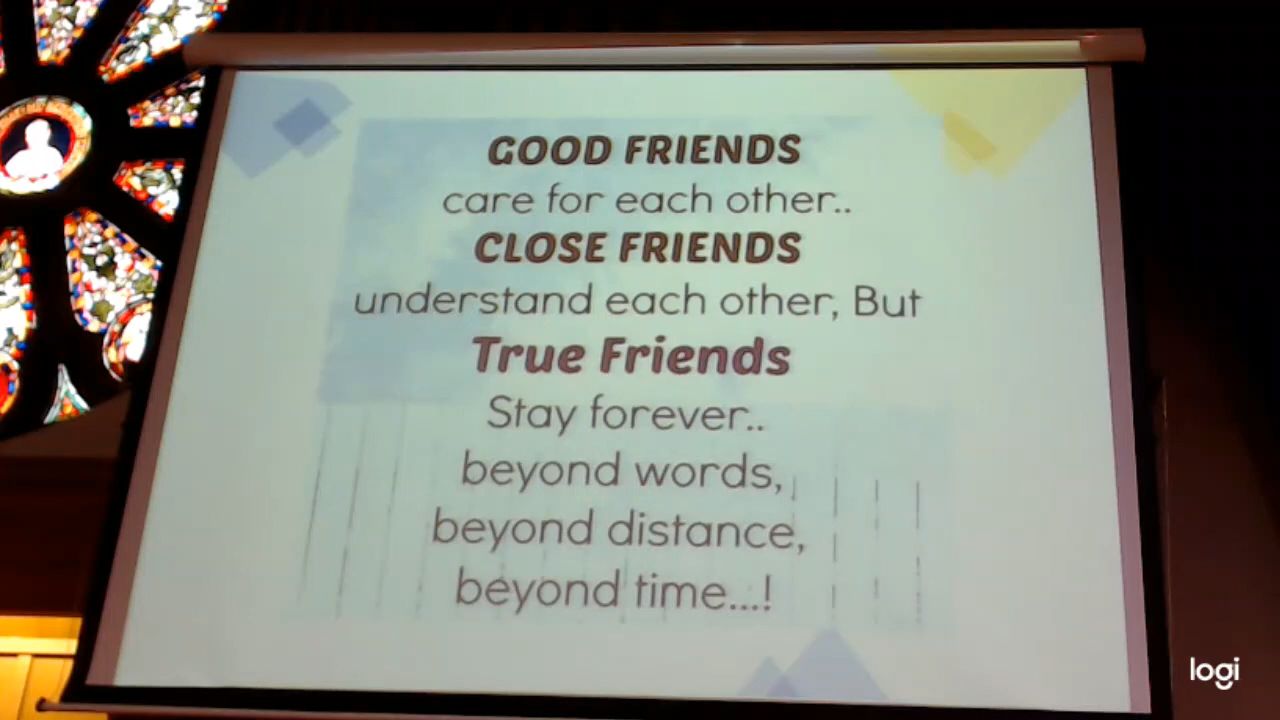 GOOD FRIENDS
care for each other..
CLOSE FRIENDS
understand each other, But
True Friends
Stay forever..
beyond words,
beyond distance,
beyond time...!
logi